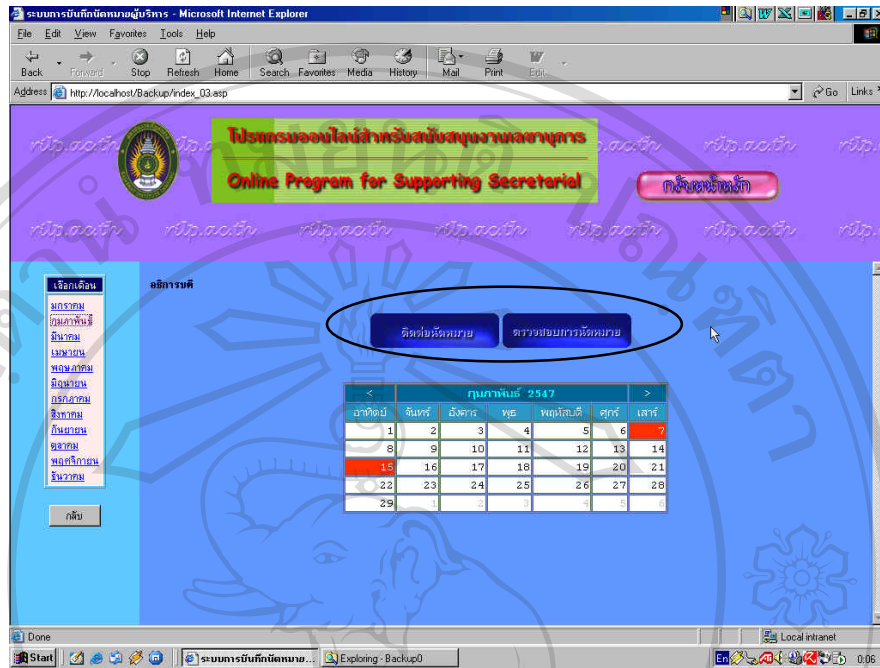 ระบบการบันทึกนัดหมายผู้บริหาร - Microsoft Internet Explorer
File Edit View Favorites Tools Help
Back Forward Stop Refresh Home Search Favorites Media History Mail Print Edit
Address http://localhost/Backup/index_03.asp Go Links
โปรแกรมออนไลน์สำหรับสนับสนุนงานเลขานุการ
Online Program for Supporting Secretarial
กลับหน้าหลัก
เลือกเดือน
มกราคม
กุมภาพันธ์
มีนาคม
เมษายน
พฤษภาคม
มิถุนายน
กรกฎาคม
สิงหาคม
กันยายน
ตุลาคม
พฤศจิกายน
ธันวาคม
กลับ
อธิการบดี
ติดต่อนัดหมาย ตรวจสอบการนัดหมาย
< กุมภาพันธ์ 2547 >
อาทิตย์ จันทร์ อังคาร พุธ พฤหัสบดี ศุกร์ เสาร์
1 2 3 4 5 6 7
8 9 10 11 12 13 14
15 16 17 18 19 20 21
22 23 24 25 26 27 28
29 1 2 3 4 5 6
Done Local intranet
Start ระบบการบันทึกนัดหมาย... Exploring - Backup0 En 0:06